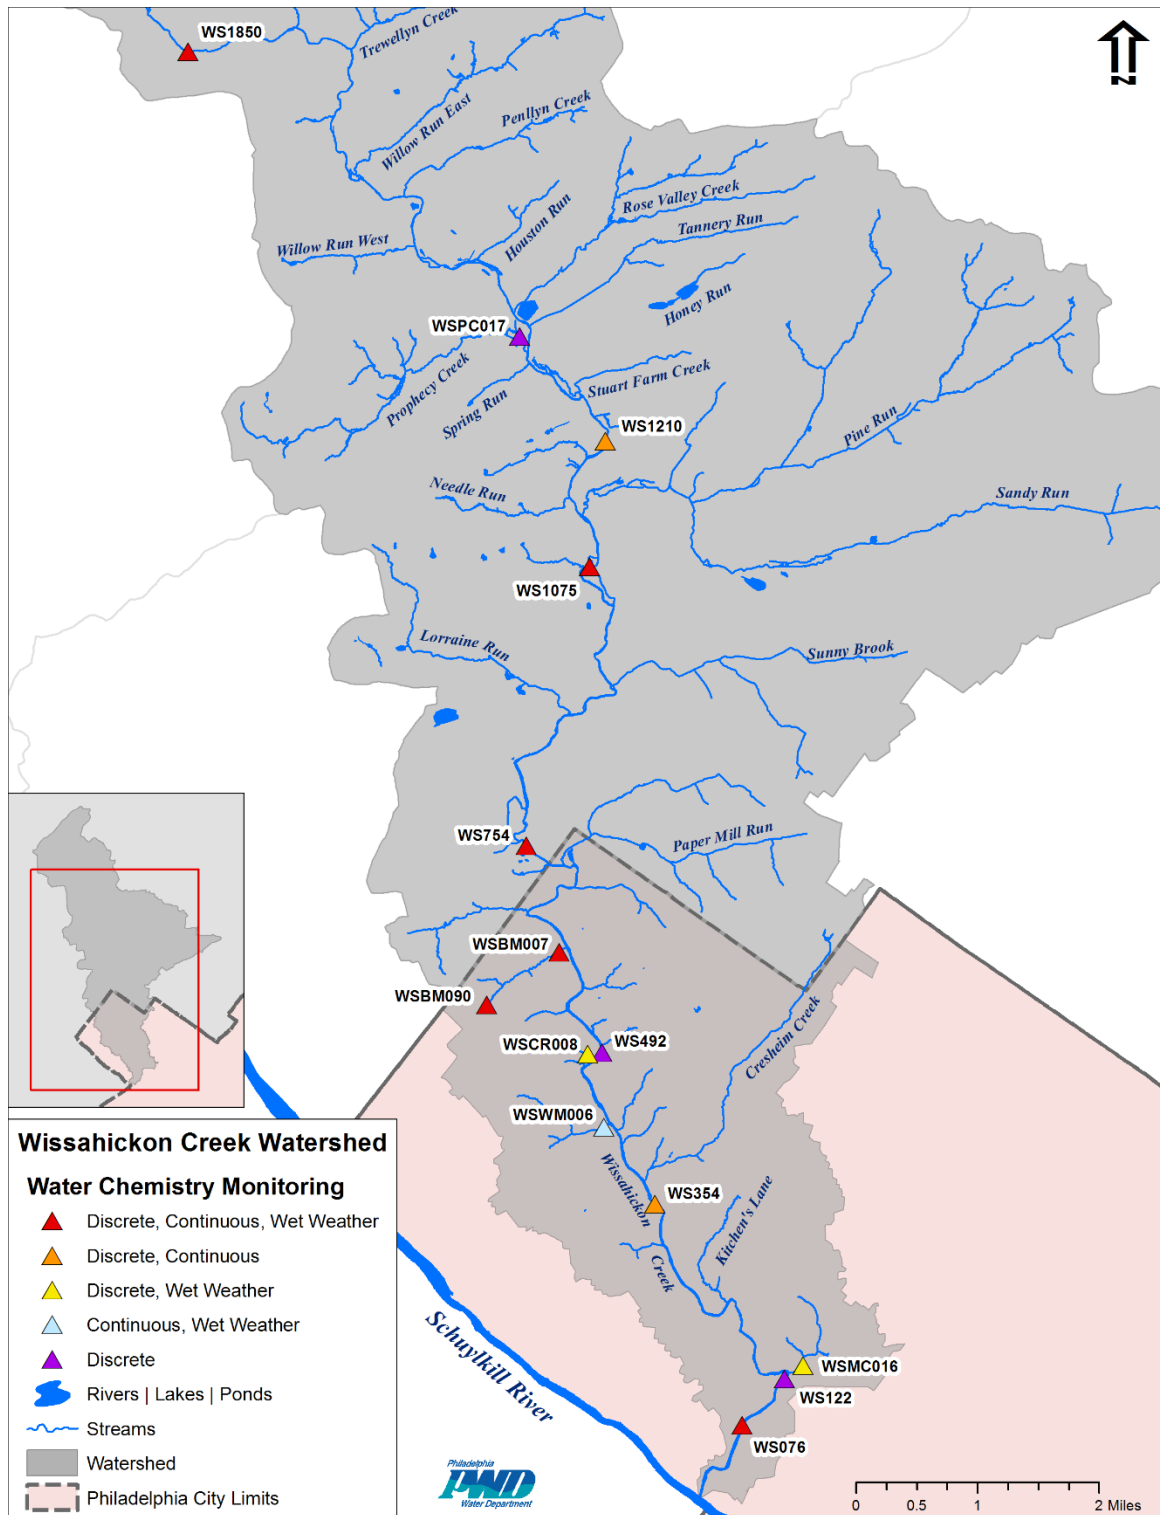 WS1850
Trewellyn Creek
N
Willow Run East
Penllyn Creek
Rose Valley Creek
Houston Run
Tannery Run
Willow Run West
Honey Run
WSPC017
Stuart Farm Creek
Prophecy Creek
Spring Run
WS1210
Pine Run
Needle Run
Sandy Run
WS1075
Lorraine Run
Sunny Brook
WS754
Paper Mill Run
WSBM007
WSBM090
WSCR008
WS492
Cresheim Creek
WSWM006
Wissahickon
Creek
WS354
Kitchen's Lane
Schuylkill River
WSMC016
WS122
WS076
Wissahickon Creek Watershed
Water Chemistry Monitoring
Discrete, Continuous, Wet Weather
Discrete, Continuous
Discrete, Wet Weather
Continuous, Wet Weather
Discrete
Rivers | Lakes | Ponds
Streams
Watershed
Philadelphia City Limits
Philadelphia
PWD
Water Department
0 0.5 1 2 Miles